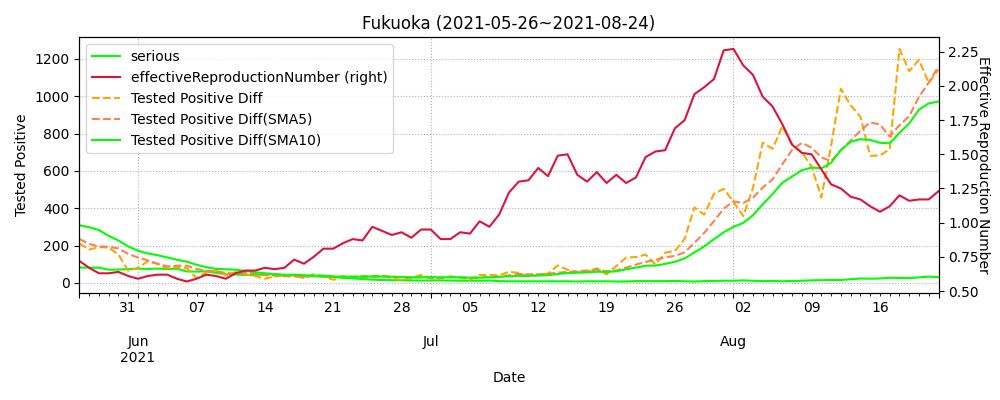 Fukuoka (2021-05-26~2021-08-24)
serious
effectiveReproductionNumber (right)
Tested Positive Diff
Tested Positive Diff(SMA5)
Tested Positive Diff(SMA10)
Tested Positive
1200
1000
800
600
400
200
0
2.25
2.00
1.75
1.50
1.25
1.00
0.75
0.50
Effective Reproduction Number
31 07 14 21 28 05 12 19 26 02 09 16
Jun Jul Aug
2021
Date